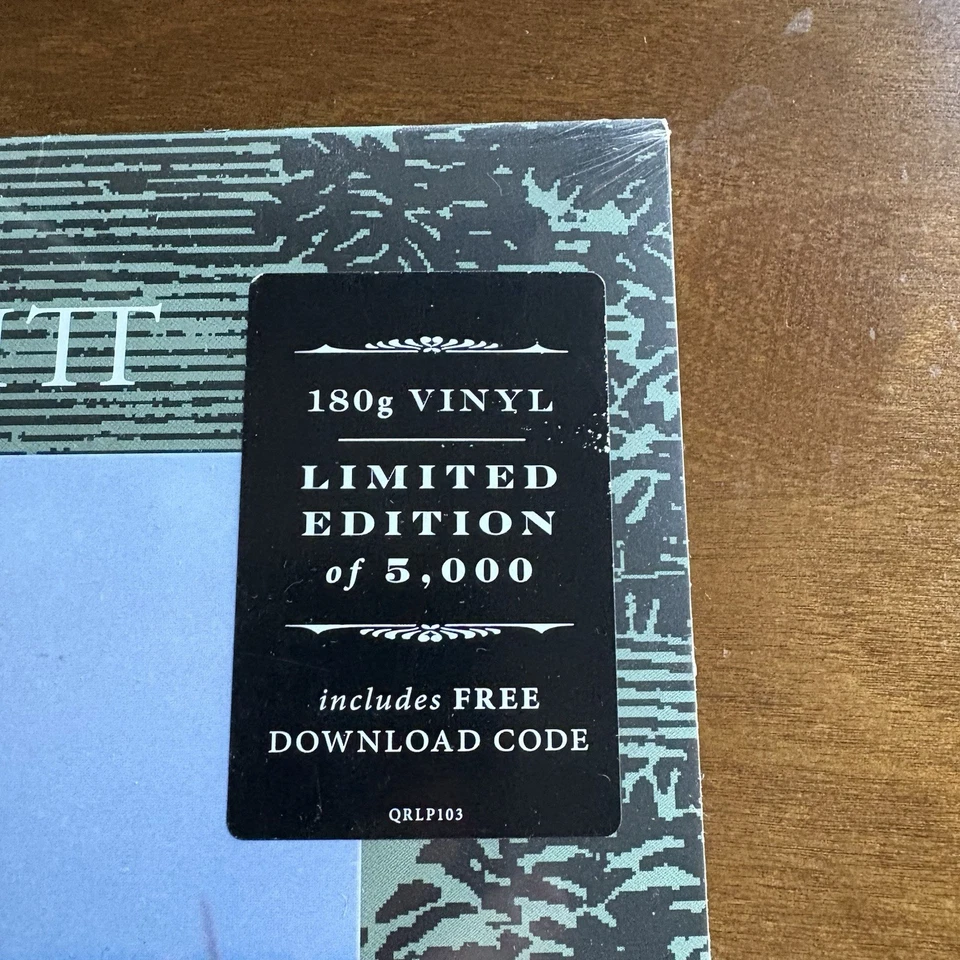 180g VINYL
LIMITED
EDITION
of 5,000
includes FREE
DOWNLOAD CODE
QRLP103